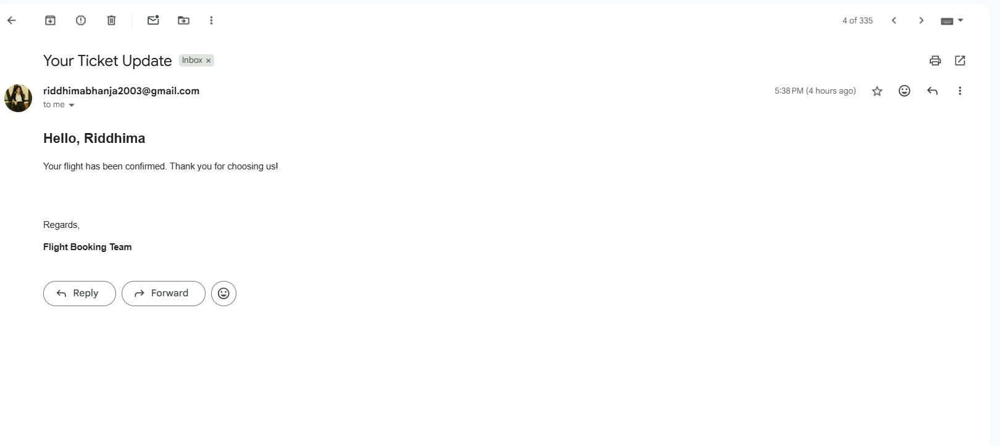 4 of 335
Your Ticket Update Inbox ×
riddhimabhanja2003@gmail.com 5:38 PM (4 hours ago)
to me
Hello, Riddhima
Your flight has been confirmed. Thank you for choosing us!
Regards,
Flight Booking Team
Reply Forward